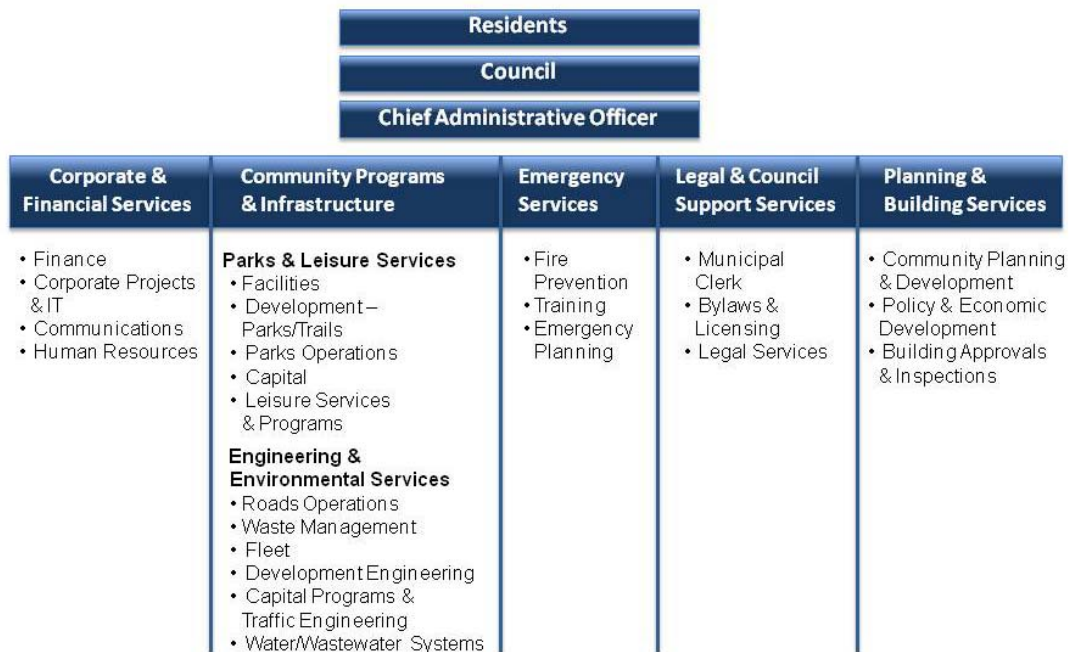 Residents
Council
Chief Administrative Officer
Corporate &
Financial Services
• Finance
• Corporate Projects
& IT
• Communications
• Human Resources
Community Programs
& Infrastructure
Parks & Leisure Services
• Facilities
• Development –
Parks/Trails
• Parks Operations
• Capital
• Leisure Services
& Programs
Engineering &
Environmental Services
• Roads Operations
• Waste Management
• Fleet
• Development Engineering
• Capital Programs &
Traffic Engineering
• Water/Wastewater Systems
Emergency
Services
• Fire
Prevention
• Training
• Emergency
Planning
Legal & Council
Support Services
• Municipal
Clerk
• Bylaws &
Licensing
• Legal Services
Planning &
Building Services
• Community Planning
& Development
• Policy & Economic
Development
• Building Approvals
& Inspections